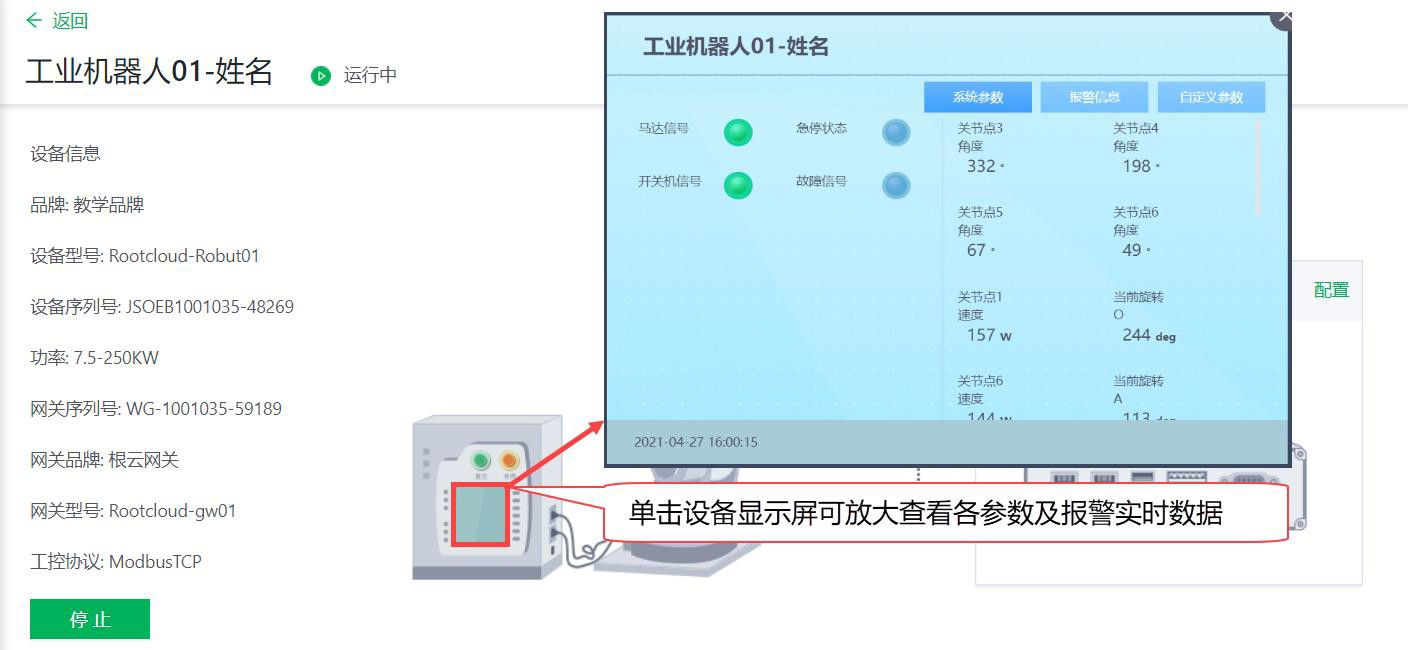 返回
工业机器人01-姓名
运行中
设备信息
品牌: 教学品牌
设备型号: Rootcloud-Robut01
设备序列号: JSOEB1001035-48269
功率: 7.5-250KW
网关序列号: WG-1001035-59189
网关品牌: 根云网关
网关型号: Rootcloud-gw01
工控协议: ModbusTCP
停 止
工业机器人01-姓名
系统参数 报警信息 自定义参数
马达信号 急停状态
开关机信号 故障信号
关节点3 关节点4
角度 角度
332 ° 198 °
关节点5 关节点6
角度 角度
67 ° 49 °
关节点1 当前旋转
速度 O
157 w 244 deg
关节点6 当前旋转
速度 A
144 w 113 deg
2021-04-27 16:00:15
配置
单击设备显示屏可放大查看各参数及报警实时数据